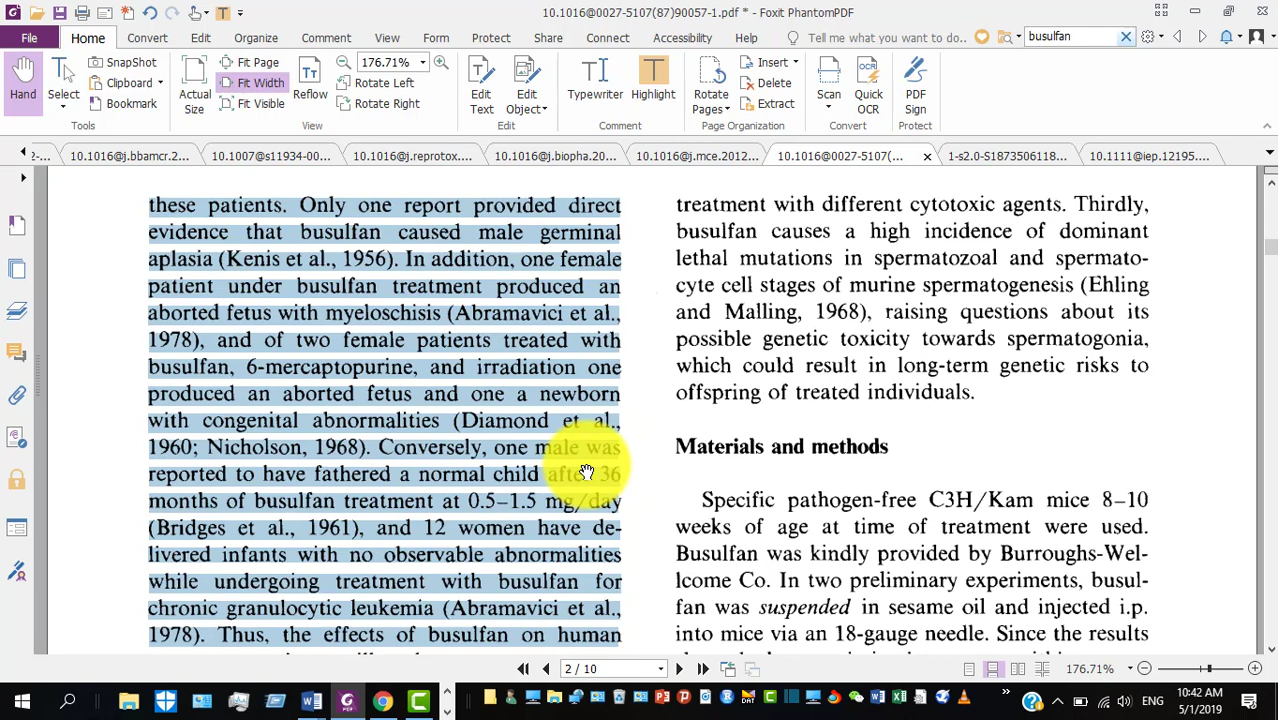 10.1016@0027-5107(87)90057-1.pdf * - Foxit PhantomPDF
File Home Convert Edit Organize Comment View Form Protect Share Connect Accessibility Help Tell me what you want to do... busulfan
Hand
Select
SnapShot
Clipboard
Bookmark
Tools
Actual Size
Fit Page
Fit Width
Fit Visible
Reflow
176.71%
Rotate Left
Rotate Right
View
Edit Text
Edit Object
Edit
Typewriter
Highlight
Comment
Rotate Pages
Insert
Delete
Extract
Page Organization
Scan
Quick OCR
Convert
PDF Sign
Protect
2-... 10.1016@j.bbamcr.2... 10.1007@s11934-00... 10.1016@j.reprotox.... 10.1016@j.biopha.20... 10.1016@j.mce.2012... 10.1016@0027-5107(... 1-s2.0-S1873506118... 10.1111@iep.12195....
these patients. Only one report provided direct
evidence that busulfan caused male germinal
aplasia (Kenis et al., 1956). In addition, one female
patient under busulfan treatment produced an
aborted fetus with myeloschisis (Abramavici et al.,
1978), and of two female patients treated with
busulfan, 6-mercaptopurine, and irradiation one
produced an aborted fetus and one a newborn
with congenital abnormalities (Diamond et al.,
1960; Nicholson, 1968). Conversely, one male was
reported to have fathered a normal child after 36
months of busulfan treatment at 0.5–1.5 mg/day
(Bridges et al., 1961), and 12 women have de-
livered infants with no observable abnormalities
while undergoing treatment with busulfan for
chronic granulocytic leukemia (Abramavici et al.,
1978). Thus, the effects of busulfan on human
treatment with different cytotoxic agents. Thirdly,
busulfan causes a high incidence of dominant
lethal mutations in spermatozoal and spermato-
cyte cell stages of murine spermatogenesis (Ehling
and Malling, 1968), raising questions about its
possible genetic toxicity towards spermatogonia,
which could result in long-term genetic risks to
offspring of treated individuals.
Materials and methods
Specific pathogen-free C3H/Kam mice 8–10
weeks of age at time of treatment were used.
Busulfan was kindly provided by Burroughs-Wel-
lcome Co. In two preliminary experiments, busul-
fan was suspended in sesame oil and injected i.p.
into mice via an 18-gauge needle. Since the results
2 / 10
176.71%
ENG
10:42 AM
5/1/2019